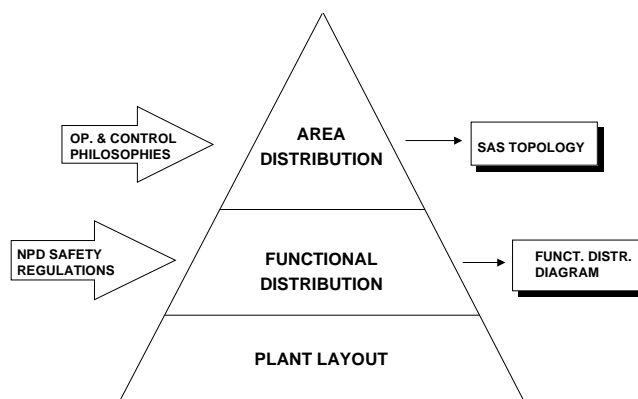 OP. & CONTROL
PHILOSOPHIES
AREA
DISTRIBUTION
SAS TOPOLOGY
NPD SAFETY
REGULATIONS
FUNCTIONAL
DISTRIBUTION
FUNCT. DISTR.
DIAGRAM
PLANT LAYOUT